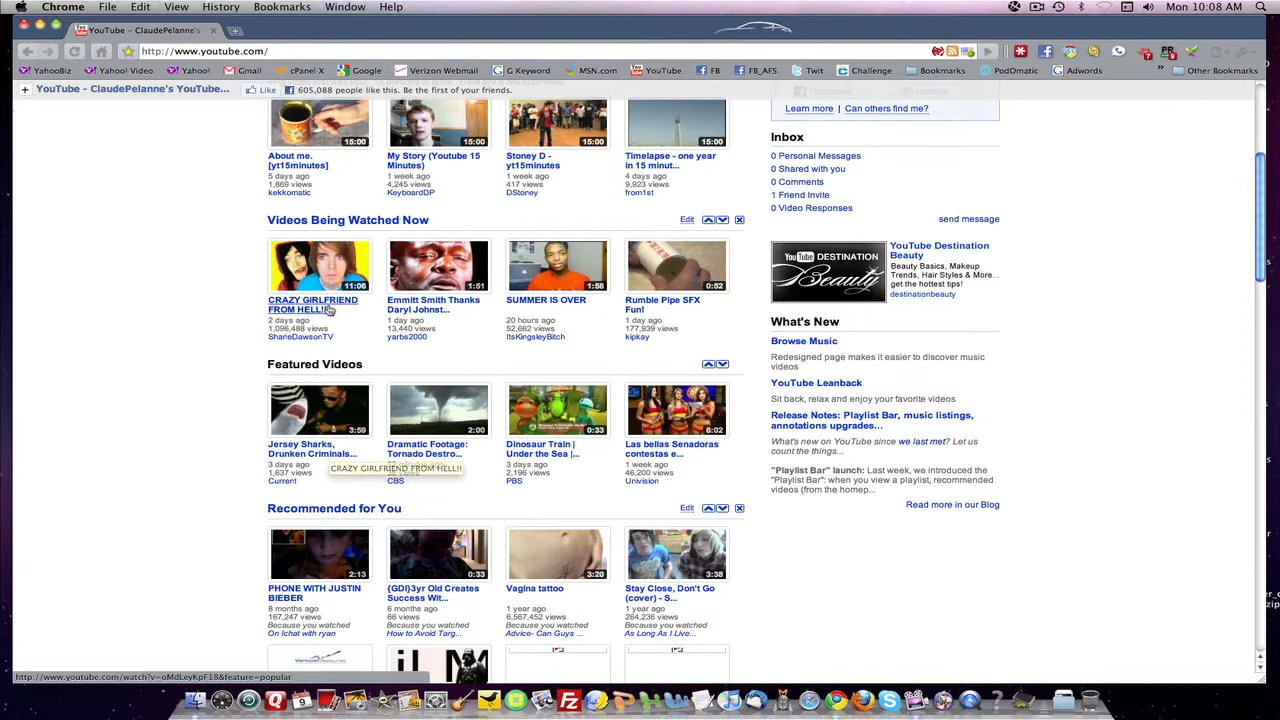 Chrome File Edit View History Bookmarks Window Help Mon 10:08 AM
YouTube - ClaudePelanne's
http://www.youtube.com/
YahooBiz Yahoo! Video Yahoo! Gmail cPanel X Google Verizon Webmail G Keyword MSN.com YouTube FB FB_AFS Twit Challenge Bookmarks PodOmatic Adwords Other Bookmarks
YouTube - ClaudePelanne's YouTube... Like 605,088 people like this. Be the first of your friends.
Learn more | Can others find me?
15:00 15:00 15:00 15:00
About me. [yt15minutes]
5 days ago
1,869 views
kekkomatic
My Story (Youtube 15 Minutes)
1 week ago
4,245 views
KeyboardDP
Stoney D - yt15minutes
1 week ago
417 views
DStoney
Timelapse - one year in 15 minut...
4 days ago
9,923 views
from1st
Videos Being Watched Now Edit
11:06 1:51 1:58 0:52
CRAZY GIRLFRIEND
FROM HELL!!
2 days ago
1,096,488 views
ShaneDawsonTV
Emmitt Smith Thanks
Daryl Johnst...
1 day ago
13,440 views
yarbs2000
SUMMER IS OVER
20 hours ago
52,662 views
ItsKingsleyBitch
Rumble Pipe SFX
Fun!
1 day ago
177,939 views
kipkay
Featured Videos
3:59 2:00 0:33 6:02
Jersey Sharks,
Drunken Criminals...
3 days ago
1,637 views
Current
Dramatic Footage:
Tornado Destro...
CRAZY GIRLFRIEND FROM HELL!!
CBS
Dinosaur Train |
Under the Sea |...
3 days ago
2,196 views
PBS
Las bellas Senadoras
contestas e...
1 week ago
46,200 views
Univision
Recommended for You Edit
2:13 0:33 3:20 3:38
PHONE WITH JUSTIN
BIEBER
8 months ago
167,247 views
Because you watched
On Ichat with ryan
{GDI}3yr Old Creates
Success Wit...
6 months ago
66 views
Because you watched
How to Avoid Targ...
Vagina tattoo
1 year ago
6,567,452 views
Because you watched
Advice- Can Guys ...
Stay Close, Don't Go
(cover) - S...
1 year ago
264,236 views
Because you watched
As Long As I Live...
Inbox
0 Personal Messages
0 Shared with you
0 Comments
1 Friend Invite
0 Video Responses
send message
YouTube DESTINATION
Beauty
YouTube Destination
Beauty
Beauty Basics, Makeup
Trends, Hair Styles & More...
get the hottest tips!
destinationbeauty
What's New
Browse Music
Redesigned page makes it easier to discover music
videos
YouTube Leanback
Sit back, relax and enjoy your favorite videos
Release Notes: Playlist Bar, music listings,
annotations upgrades...
What's new on YouTube since we last met? Let us
count the things...
"Playlist Bar" launch: Last week, we introduced the
"Playlist Bar": when you view a playlist, recommended
videos (from the homep...
Read more in our Blog
http://www.youtube.com/watch?v=oMdLeyKpF18&feature=popular